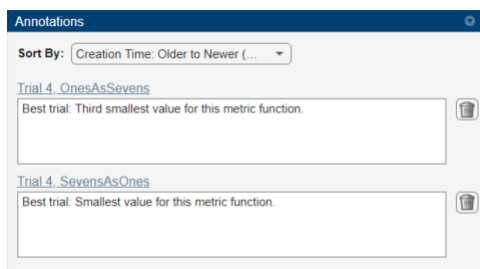 Annotations
Sort By: Creation Time: Older to Newer (...
Trial 4, OnesAsSevens
Best trial: Third smallest value for this metric function.
Trial 4, SevensAsOnes
Best trial: Smallest value for this metric function.